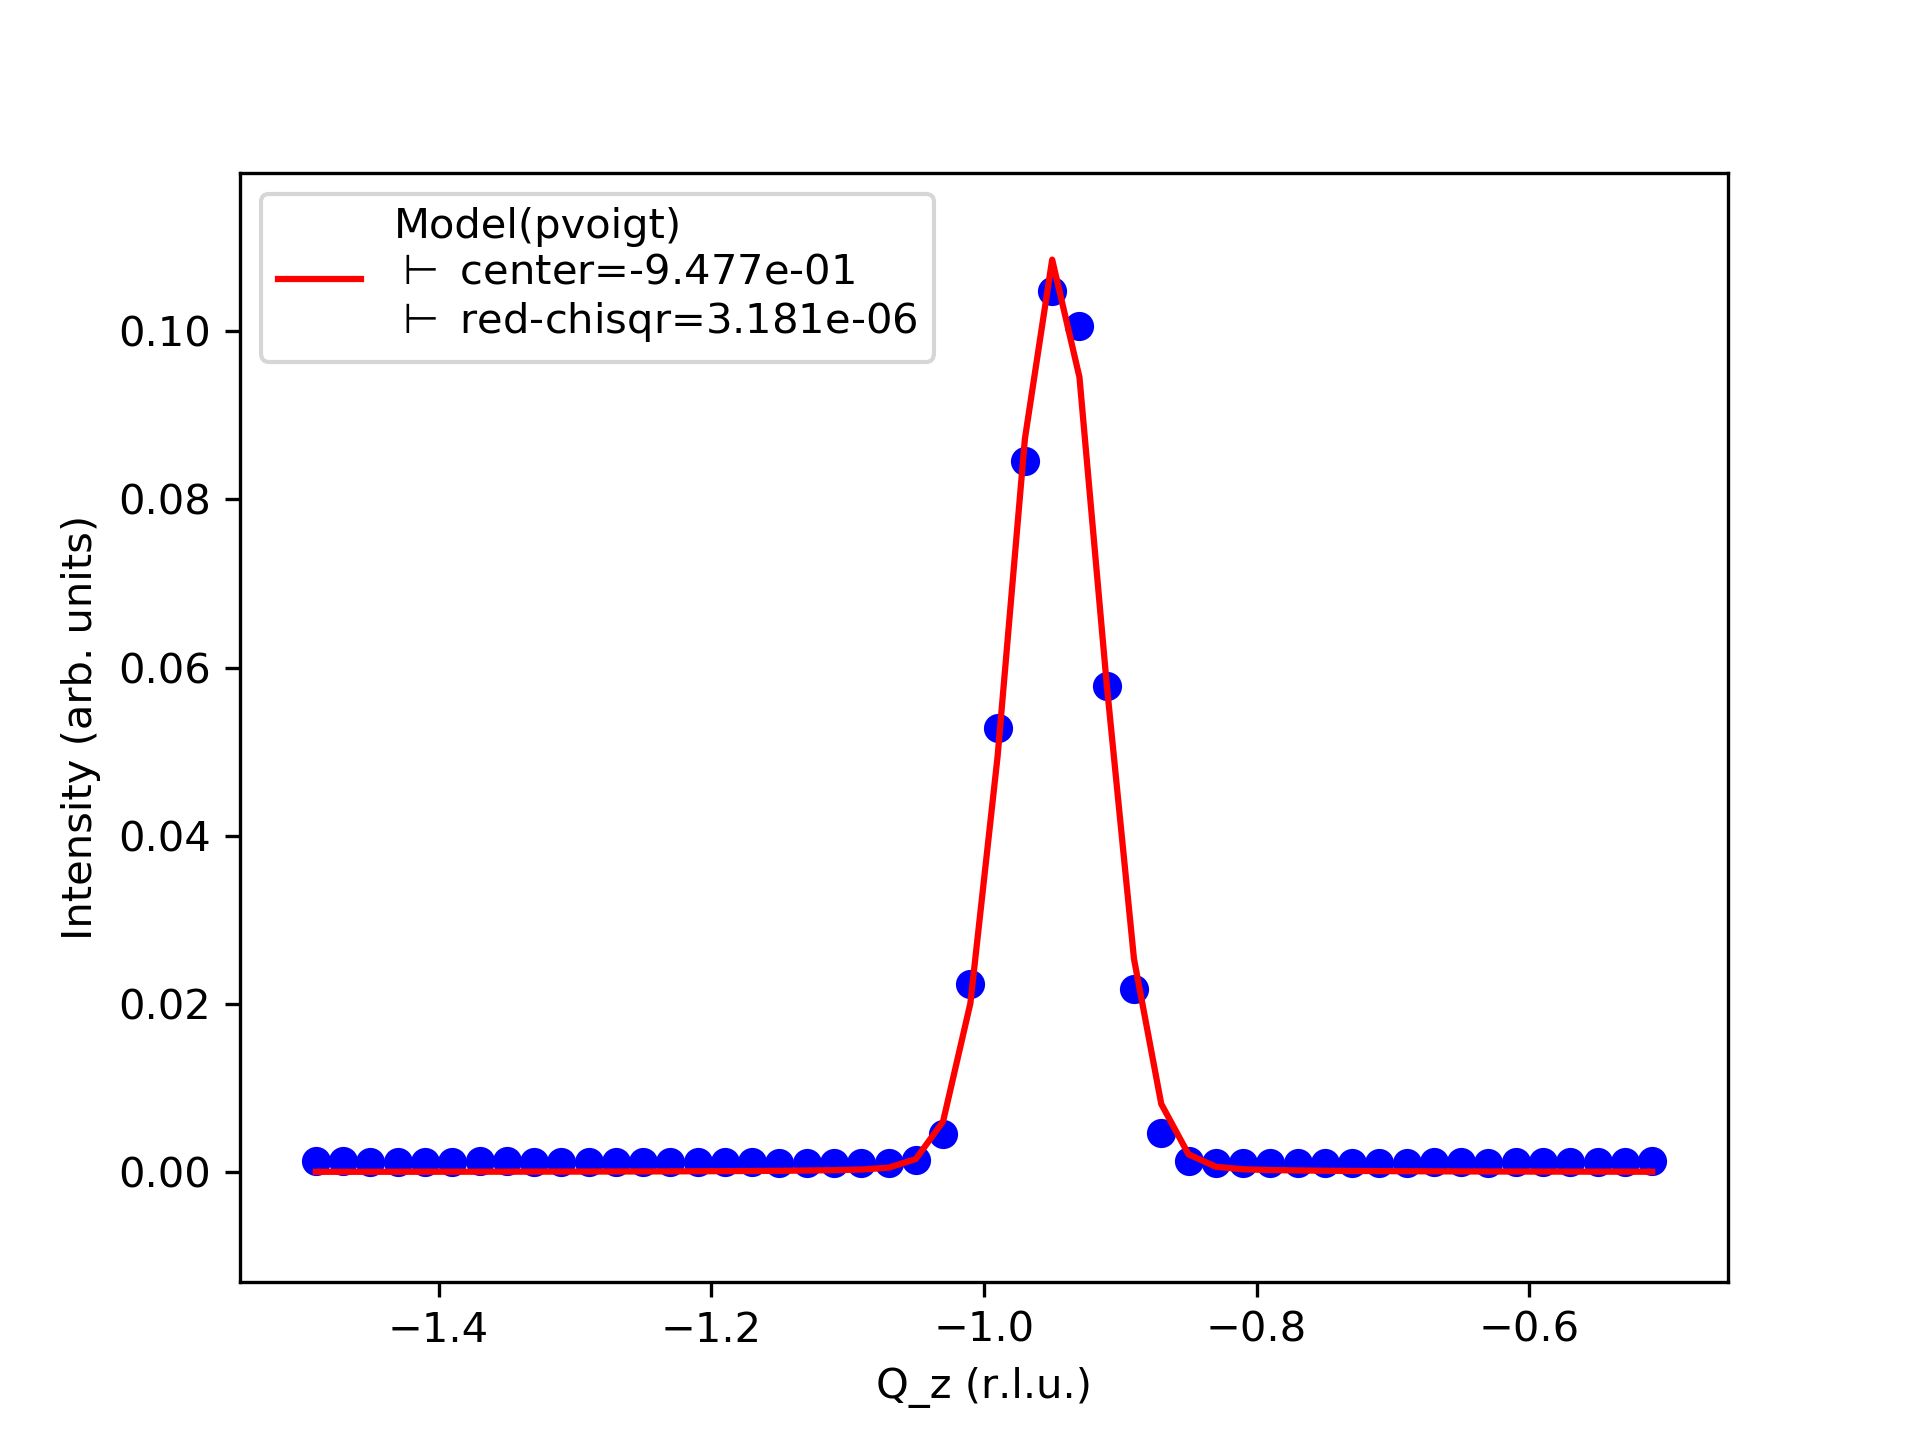 Model(pvoigt)
⊢ center=-9.477e-01
⊢ red-chisqr=3.181e-06
0.10
0.08
0.06
0.04
0.02
0.00
Intensity (arb. units)
−1.4 −1.2 −1.0 −0.8 −0.6
Q_z (r.l.u.)